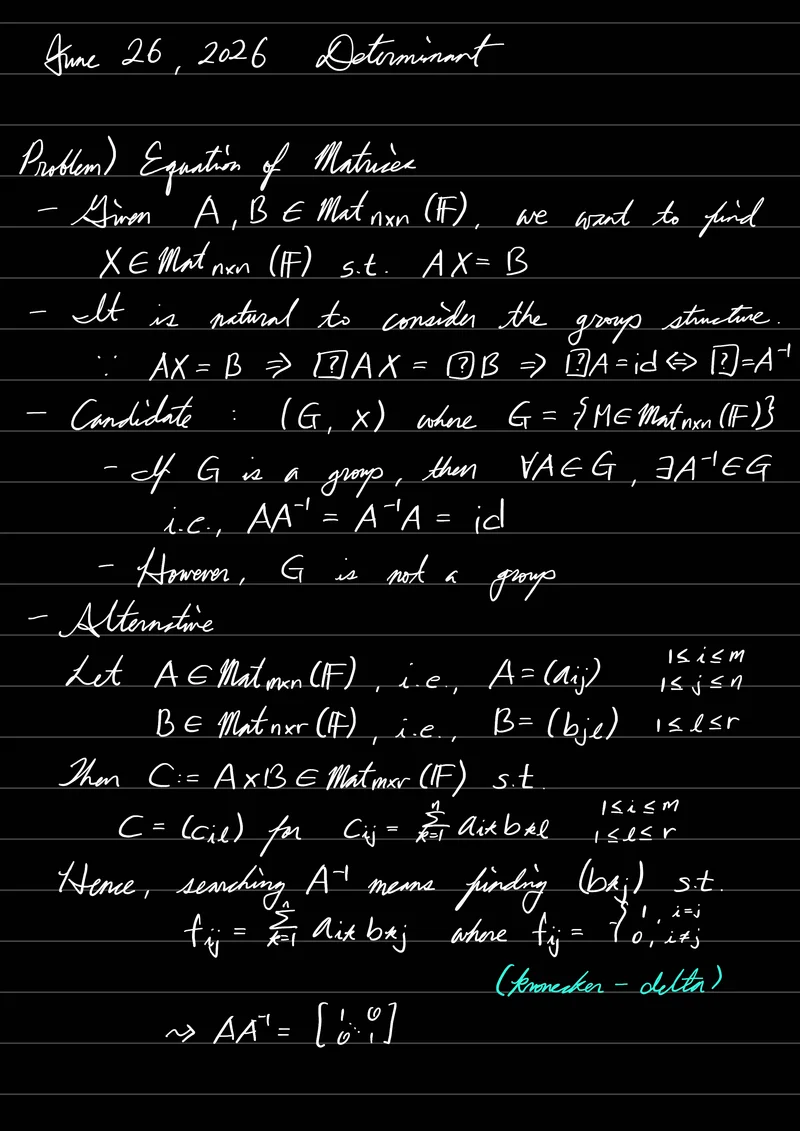 June 26, 2026 Determinant
Problem) Equation of Matrices
- Given A, B ∈ Mat n×n (𝔽), we want to find
X ∈ Mat n×n (𝔽) s.t. AX = B
- It is natural to consider the group structure.
∵ AX = B ⇒ [?]AX = [?]B ⇒ [?]A = id ⇔ [?] = A⁻¹
- Candidate : (G, ×) where G = {M ∈ Mat n×n (𝔽)}
- If G is a group, then ∀A ∈ G, ∃A⁻¹ ∈ G
i.e., AA⁻¹ = A⁻¹A = id
- However, G is not a group
- Alternative
Let A ∈ Mat m×n (𝔽), i.e., A = (aij) 1 ≤ i ≤ m
1 ≤ j ≤ n
B ∈ Mat n×r (𝔽), i.e., B = (bjl) 1 ≤ l ≤ r
Then C := A×B ∈ Mat m×r (𝔽) s.t.
C = (cil) for cij = Σ_{k=1}^{n} aik bkl 1 ≤ i ≤ m
1 ≤ l ≤ r
Hence, searching A⁻¹ means finding (bkj) s.t.
fij = Σ_{k=1}^{n} aik bkj where fij = { 1, i=j
0, i≠j
(kronecker - delta)
⇝ AA⁻¹ = [1 0
0 ⋱ 1]